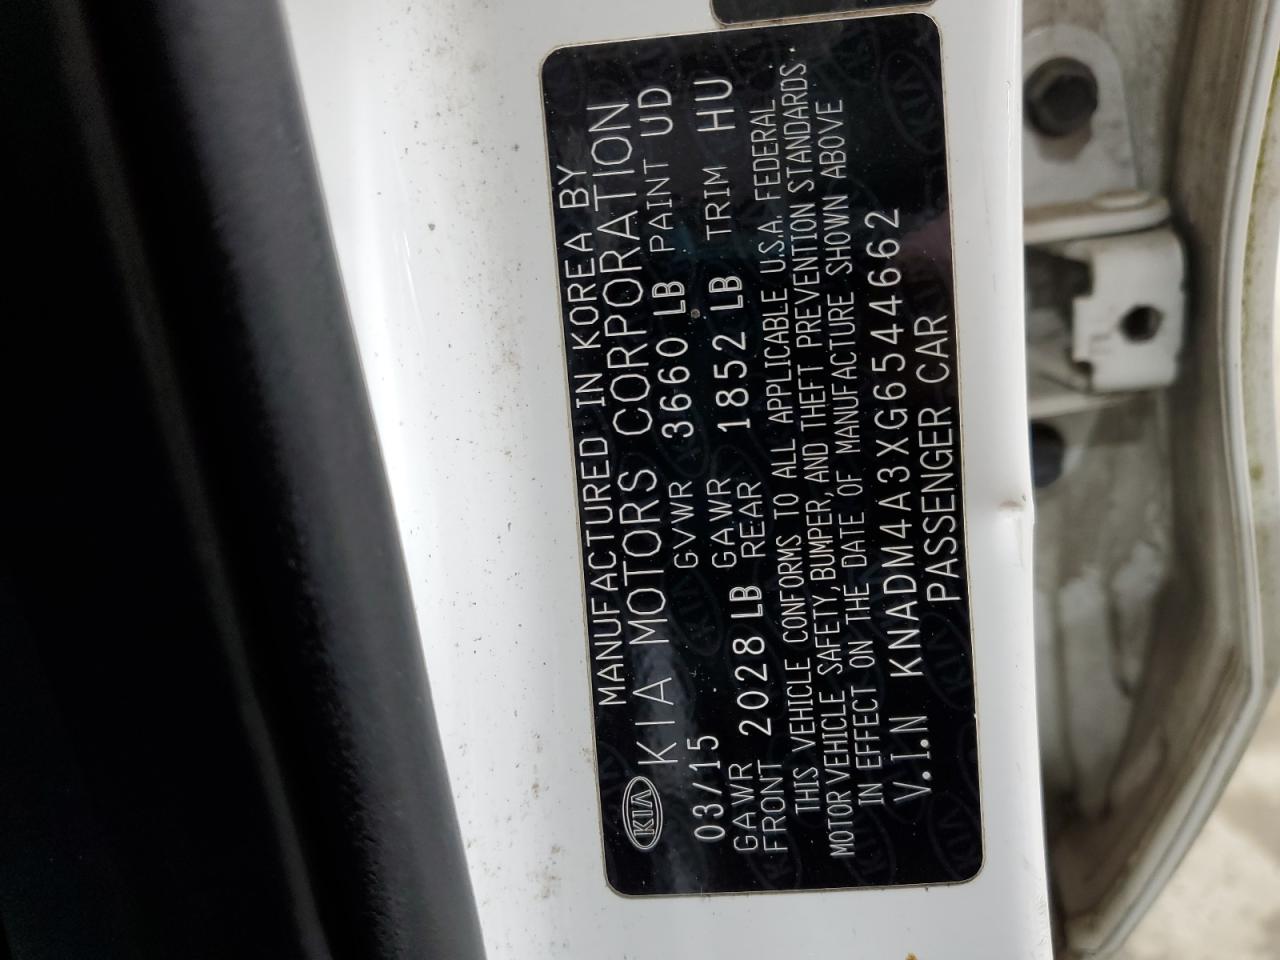 MANUFACTURED IN KOREA BY
KIA KIA MOTORS CORPORATION
03/15 GVWR 3660 LB PAINT UD
GAWR FRONT 2028 LB GAWR REAR 1852 LB TRIM HU
THIS VEHICLE CONFORMS TO ALL APPLICABLE U.S.A. FEDERAL
MOTOR VEHICLE SAFETY, BUMPER, AND THEFT PREVENTION STANDARDS
IN EFFECT ON THE DATE OF MANUFACTURE SHOWN ABOVE
V.I.N KNADM4A3XG6544662
PASSENGER CAR